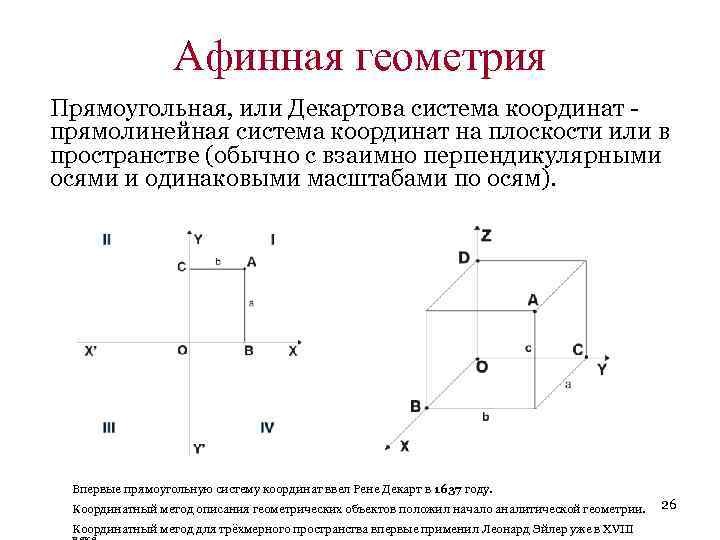 Афинная геометрия
Прямоугольная, или Декартова система координат -
прямолинейная система координат на плоскости или в
пространстве (обычно с взаимно перпендикулярными
осями и одинаковыми масштабами по осям).
II Y I
C b A
a
X' O B X
III IV
Y'
Z
D
A
O c C
Y
a
B
b
X
Впервые прямоугольную систему координат ввел Рене Декарт в 1637 году.
Координатный метод описания геометрических объектов положил начало аналитической геометрии.
26
Координатный метод для трёхмерного пространства впервые применил Леонард Эйлер уже в XVIII